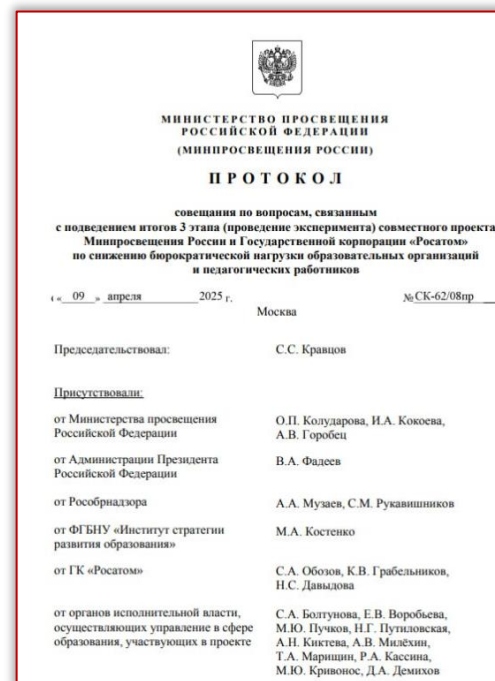 МИНИСТЕРСТВО ПРОСВЕЩЕНИЯ
РОССИЙСКОЙ ФЕДЕРАЦИИ
(МИНПРОСВЕЩЕНИЯ РОССИИ)
ПРОТОКОЛ
совещания по вопросам, связанным
с подведением итогов 3 этапа (проведение эксперимента) совместного проекта
Минпросвещения России и Государственной корпорации «Росатом»
по снижению бюрократической нагрузки образовательных организаций
и педагогических работников
« 09 » апреля 2025 г. № СК-62/08пр
Москва
Председательствовал: С.С. Кравцов
Присутствовали:
от Министерства просвещения О.П. Колударова, И.А. Кокоева,
Российской Федерации А.В. Горобец
от Администрации Президента В.А. Фадеев
Российской Федерации
от Рособрнадзора А.А. Музаев, С.М. Рукавишников
от ФГБНУ «Институт стратегии М.А. Костенко
развития образования»
от ГК «Росатом» С.А. Обозов, К.В. Грабельников,
Н.С. Давыдова
от органов исполнительной власти, С.А. Болтунова, Е.В. Воробьева,
осуществляющих управление в сфере М.Ю. Пучков, Н.Г. Путиловская,
образования, участвующих в проекте А.Н. Киктева, А.В. Милёхин,
Т.А. Марищин, Р.А. Кассина,
М.Ю. Кривонос, Д.А. Демихов